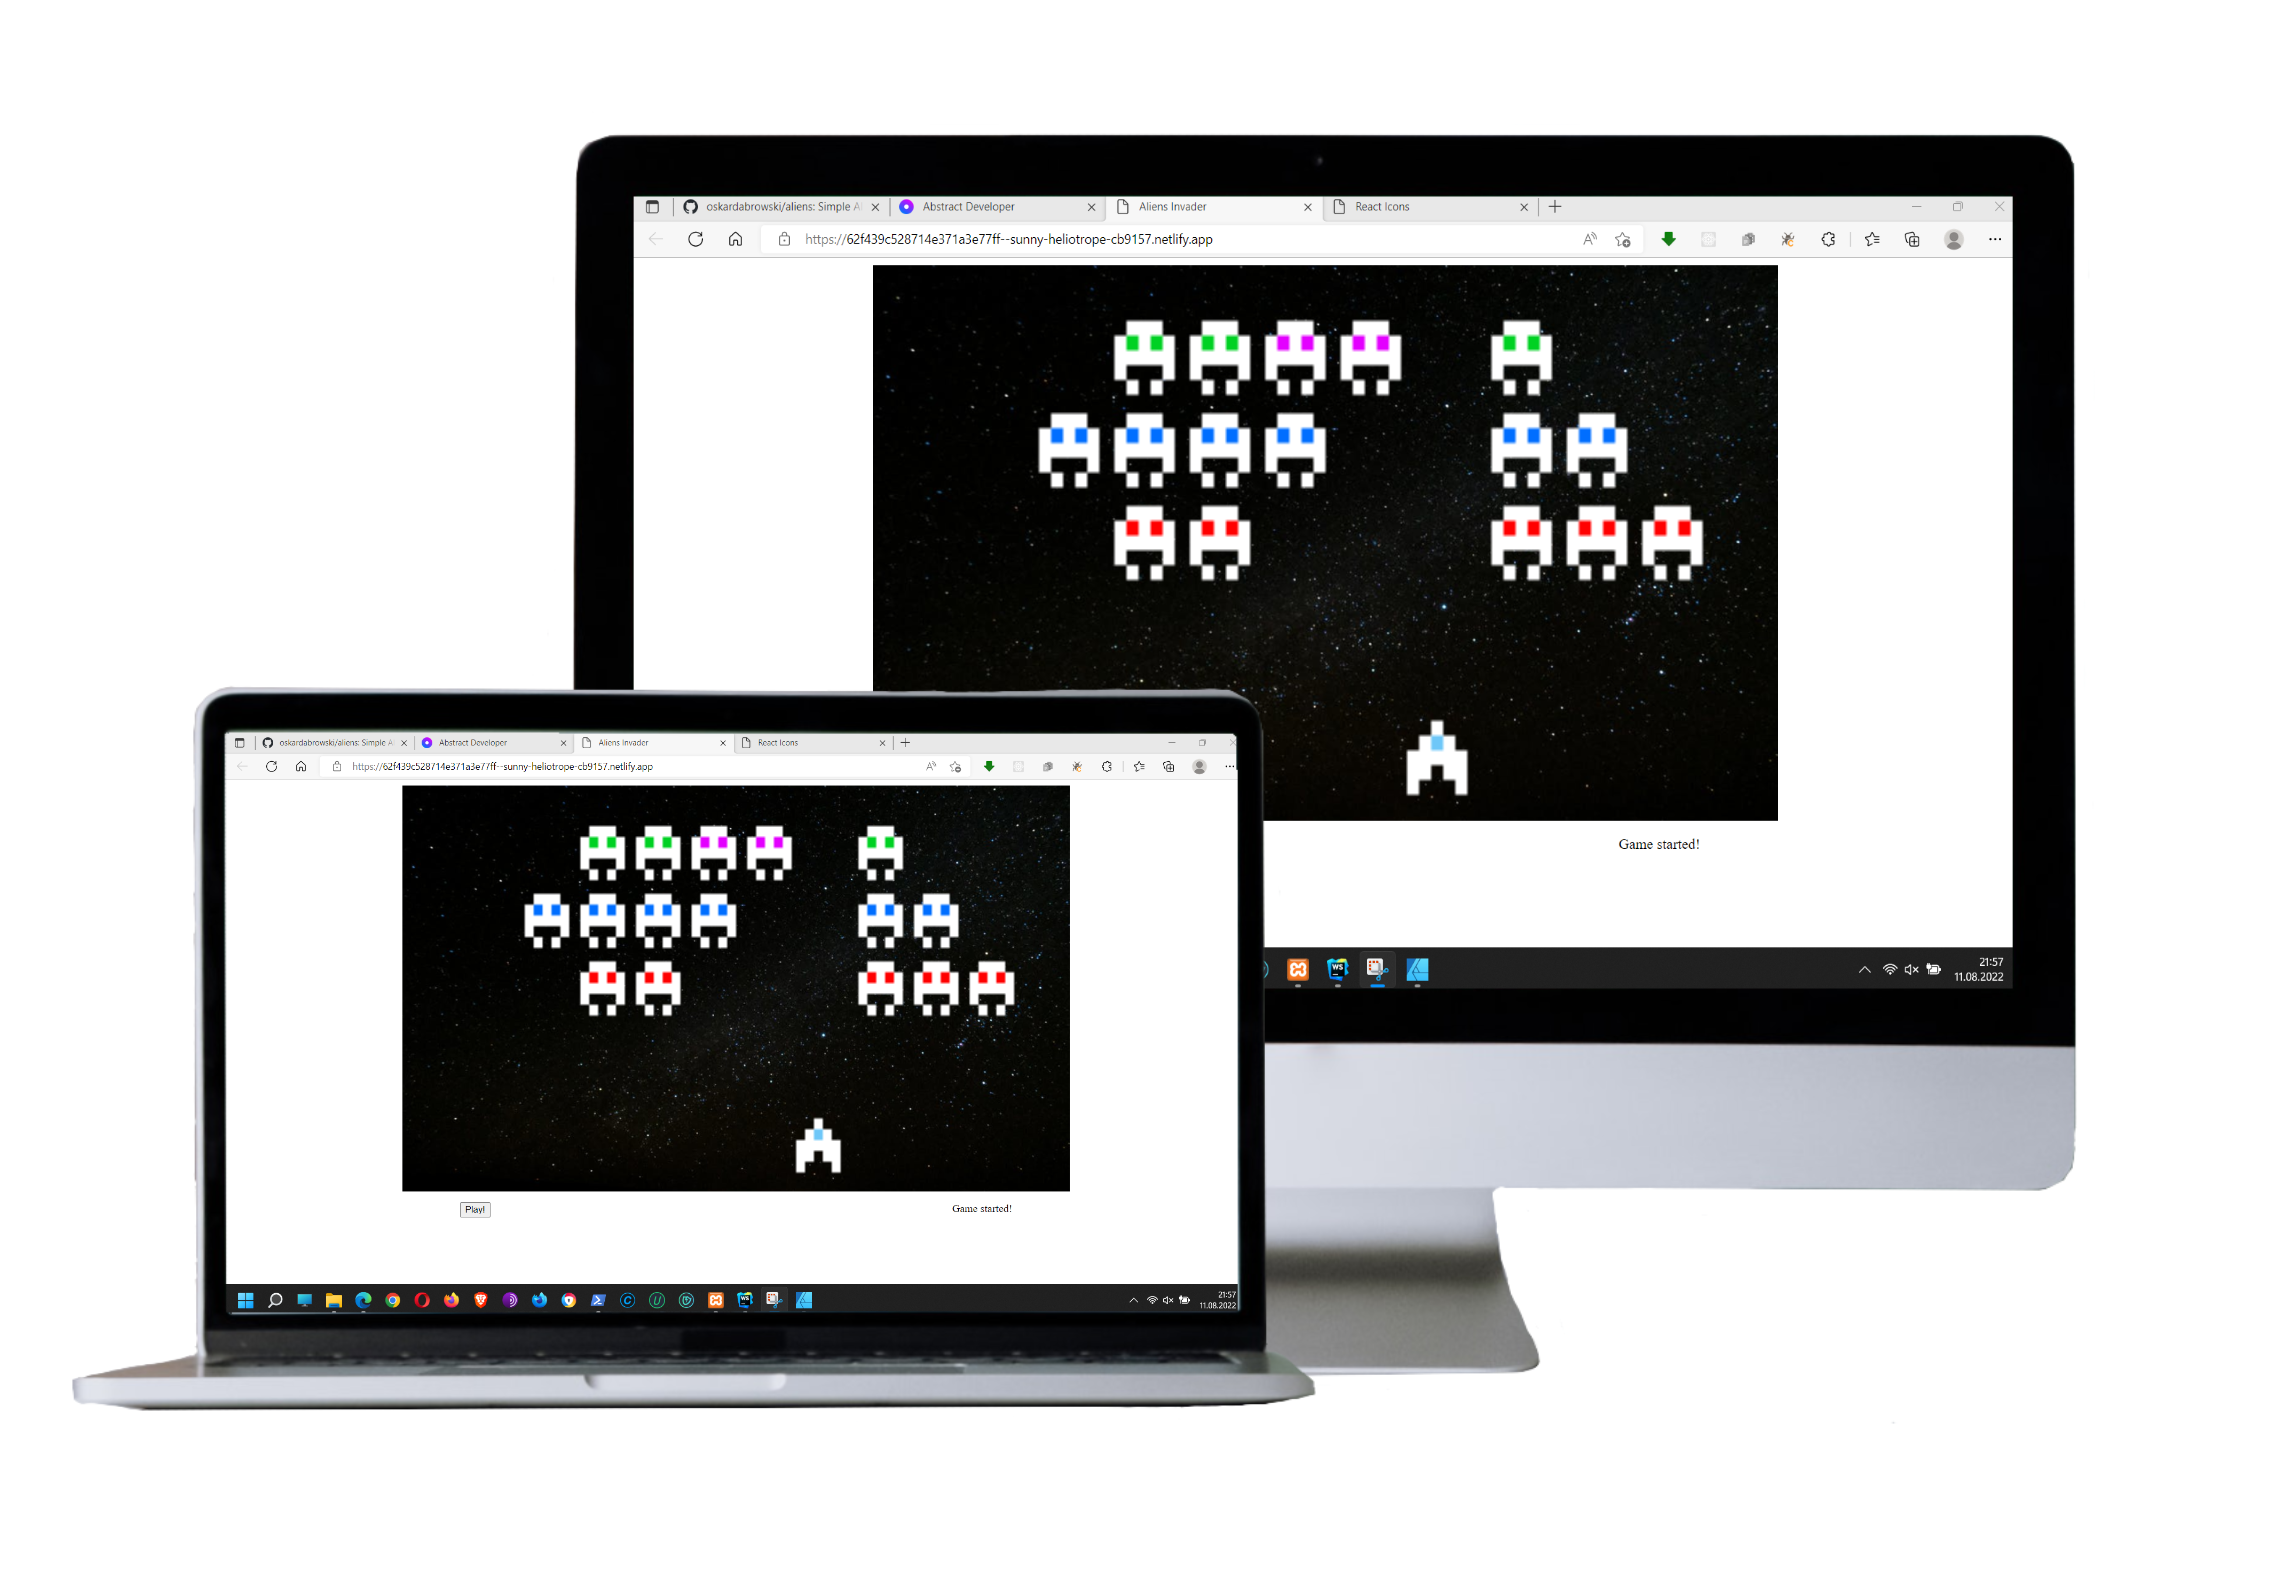 oskardabrowski/aliens: Simple A
Abstract Developer
Aliens Invader
React Icons
https://62f439c528714e371a3e77ff--sunny-heliotrope-cb9157.netlify.app
Game started!
21:57
11.08.2022
oskardabrowski/aliens: Simple A
Abstract Developer
Aliens Invader
React Icons
https://62f439c528714e371a3e77ff--sunny-heliotrope-cb9157.netlify.app
Play!
Game started!
21:57
11.08.2022